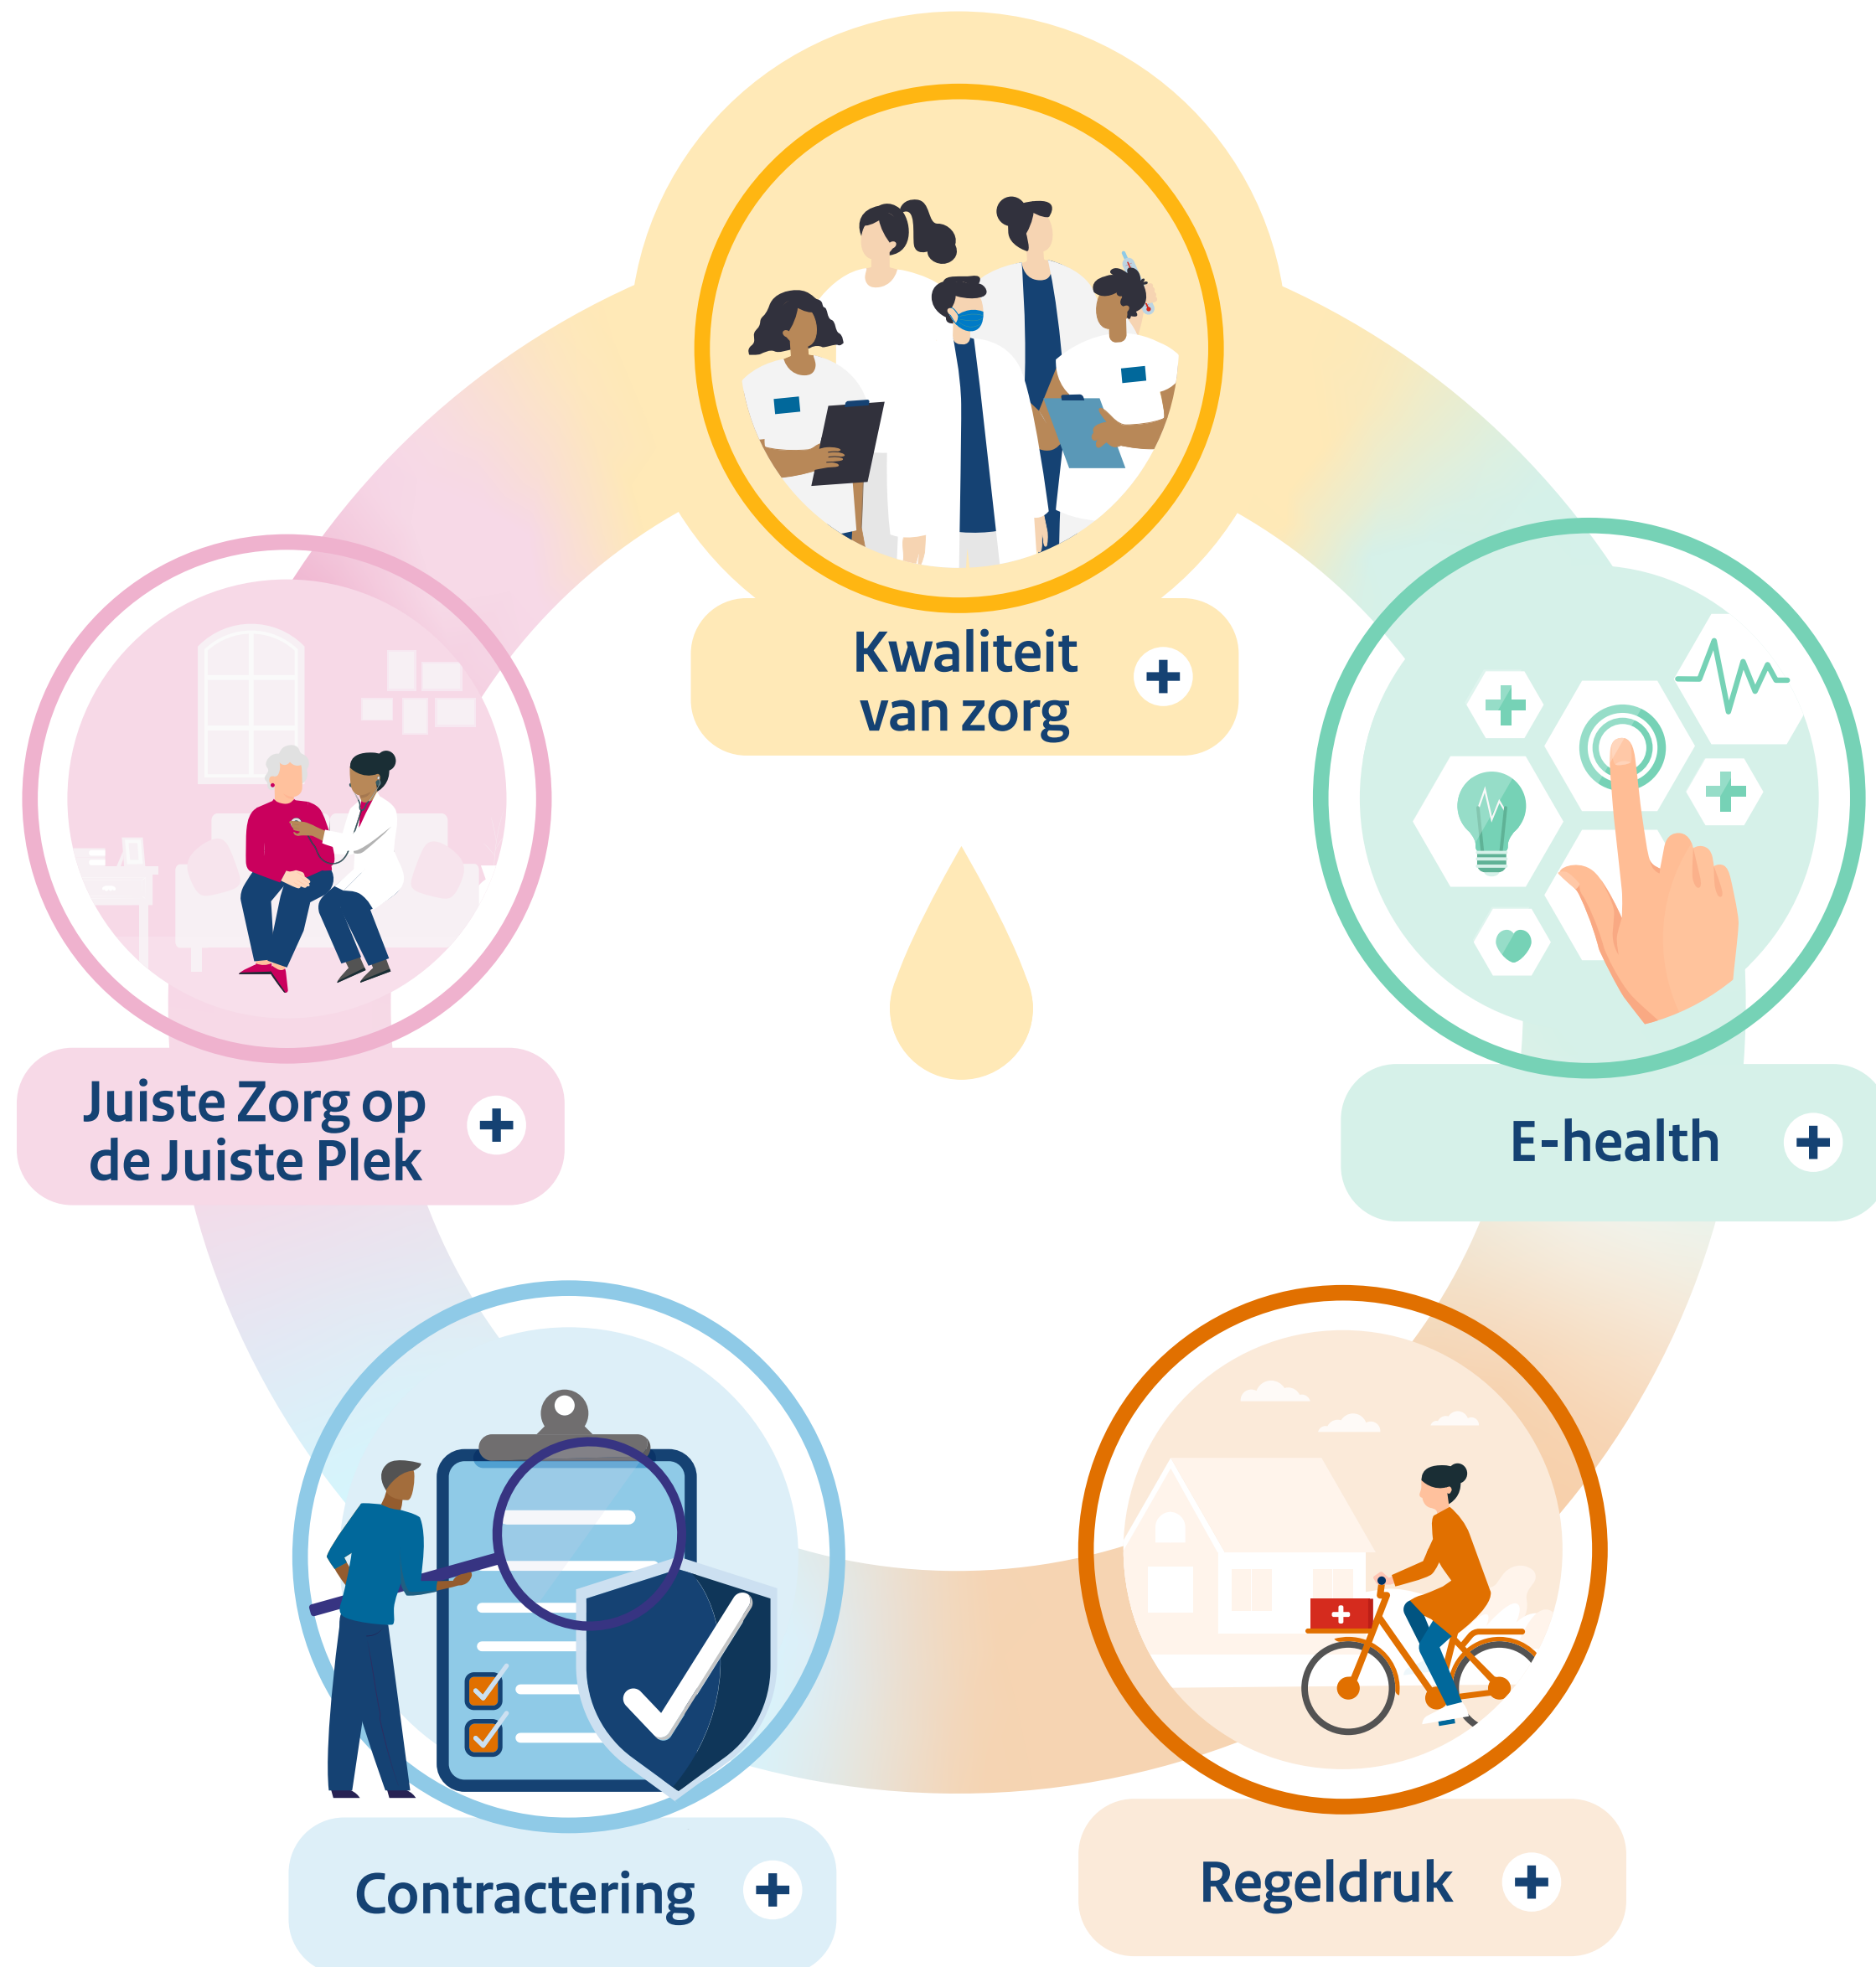 Kwaliteit
van zorg
Juiste Zorg op
de Juiste Plek
E-health
Contractering
Regeldruk